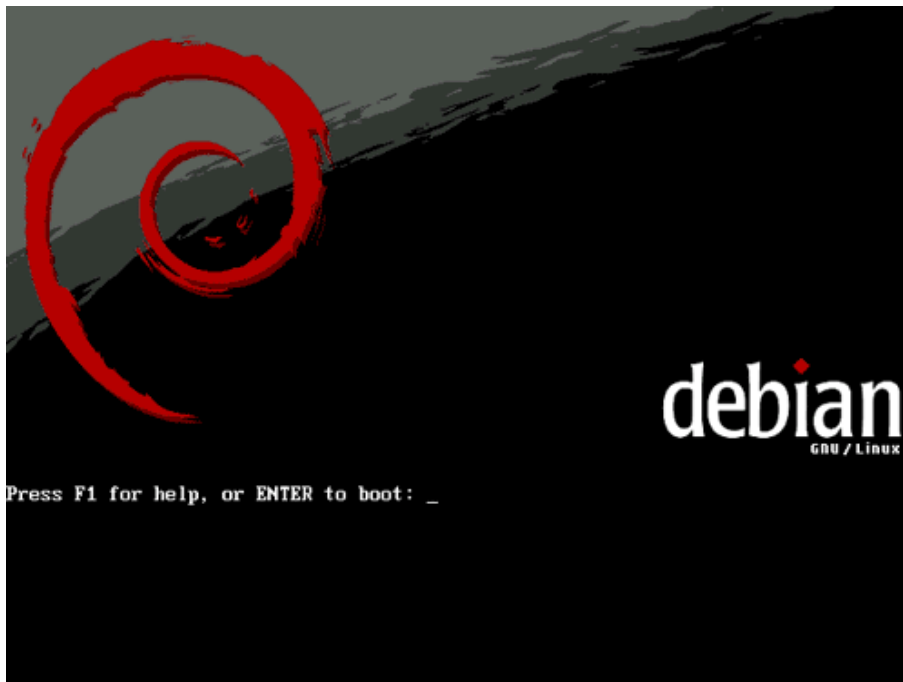 debian
GNU/Linux
Press F1 for help, or ENTER to boot: _